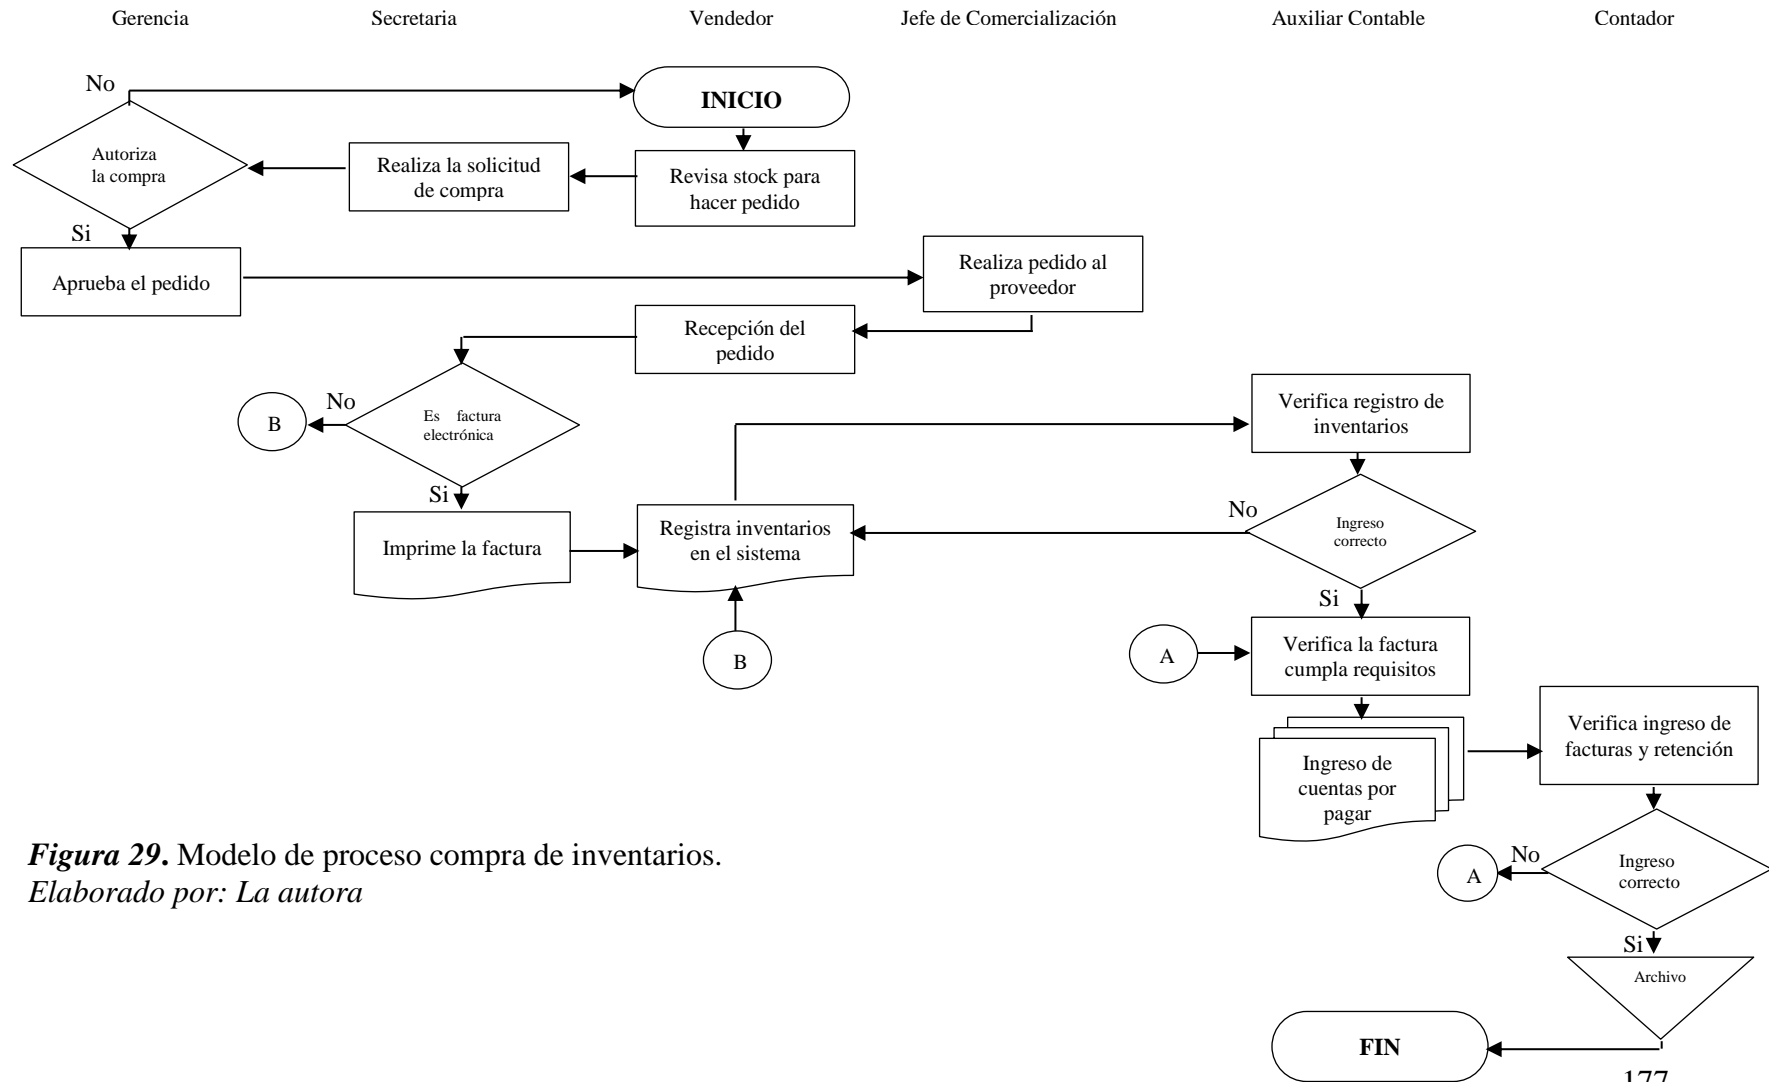 Gerencia
Secretaria
Vendedor
Jefe de Comercialización
Auxiliar Contable
Contador
No
INICIO
Autoriza
la compra
Realiza la solicitud
de compra
Revisa stock para
hacer pedido
Si
Aprueba el pedido
Realiza pedido al
proveedor
Recepción del
pedido
B
No
Es factura
electrónica
Verifica registro de
inventarios
Si
Imprime la factura
Registra inventarios
en el sistema
No
Ingreso
correcto
Si
B
A
Verifica la factura
cumpla requisitos
Ingreso de
cuentas por
pagar
Verifica ingreso de
facturas y retención
A
No
Ingreso
correcto
Si
Archivo
FIN
Figura 29. Modelo de proceso compra de inventarios.
Elaborado por: La autora
177